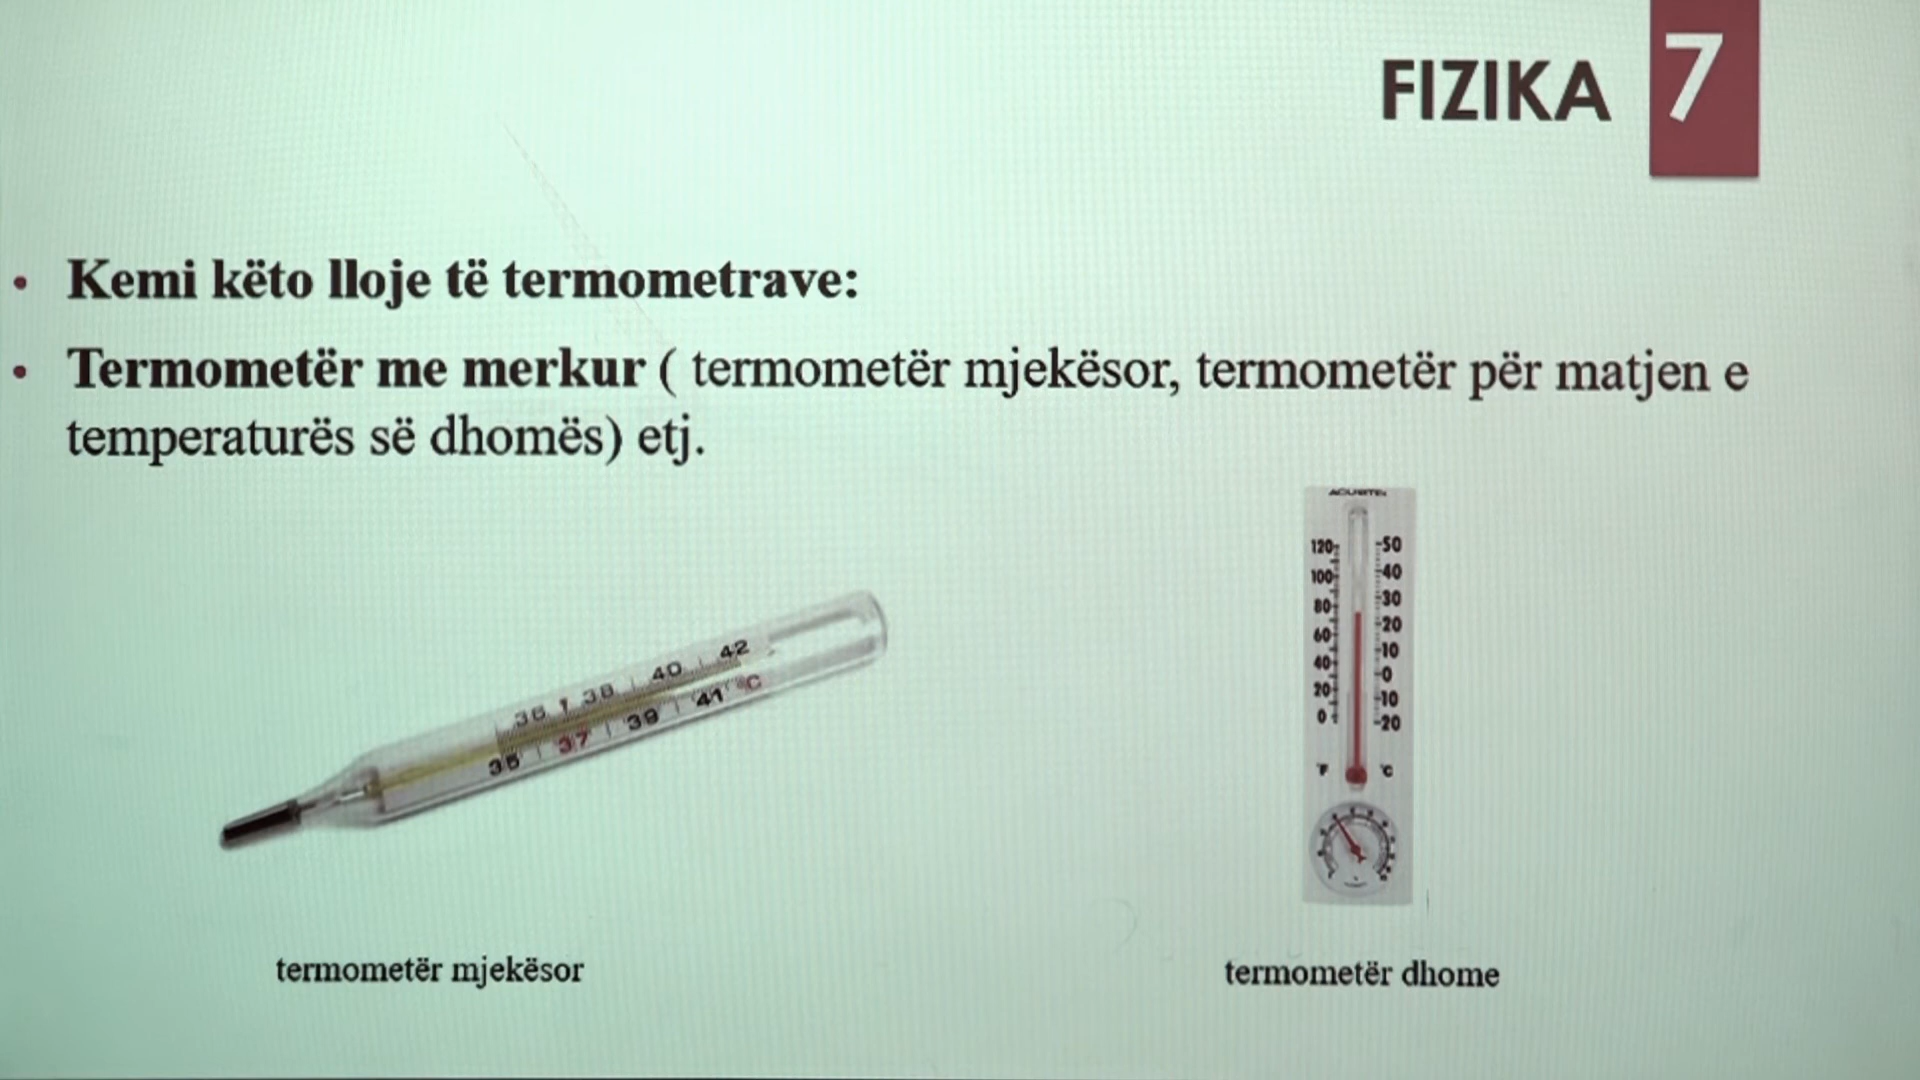 FIZIKA 7
Kemi këto lloje të termometrave:
Termometër me merkur ( termometër mjekësor, termometër për matjen e
temperaturës së dhomës) etj.
ACURITE
120 50
100 40
80 30
60 20
40 10
20 0
0 10
20
°F °C
36 38 40 42
35 37 39 41 °C
termometër mjekësor
termometër dhome